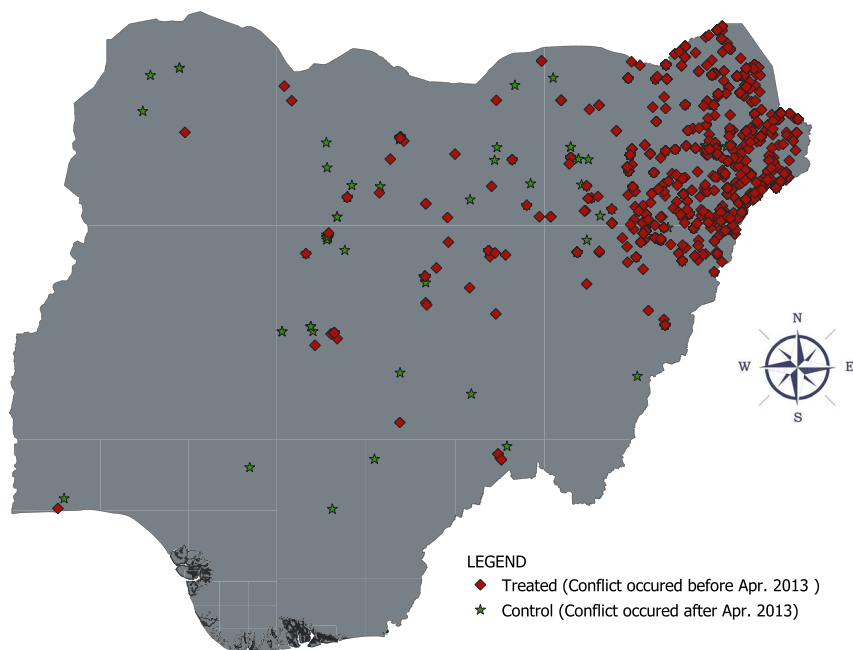 N
W E
S
LEGEND
Treated (Conflict occured before Apr. 2013 )
Control (Conflict occured after Apr. 2013)